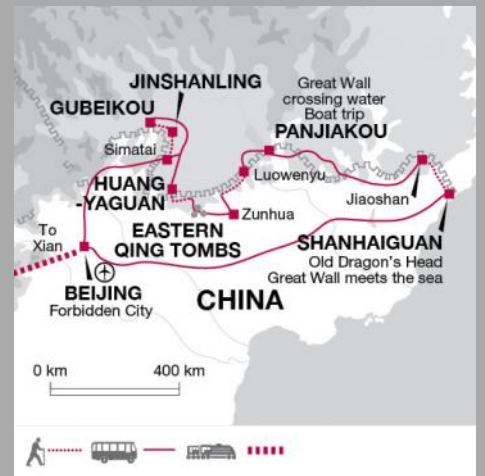 JINSHANLING
GUBEIKOU
Great Wall
crossing water
Boat trip
PANJIAKOU
Simatai
Luowenyu
HUANG
-YAGUAN
Jiaoshan
Zunhua
EASTERN
QING TOMBS
To
Xian
SHANHAIGUAN
Old Dragon's Head
Great Wall meets the sea
BEIJING
Forbidden City
CHINA
0 km
400 km